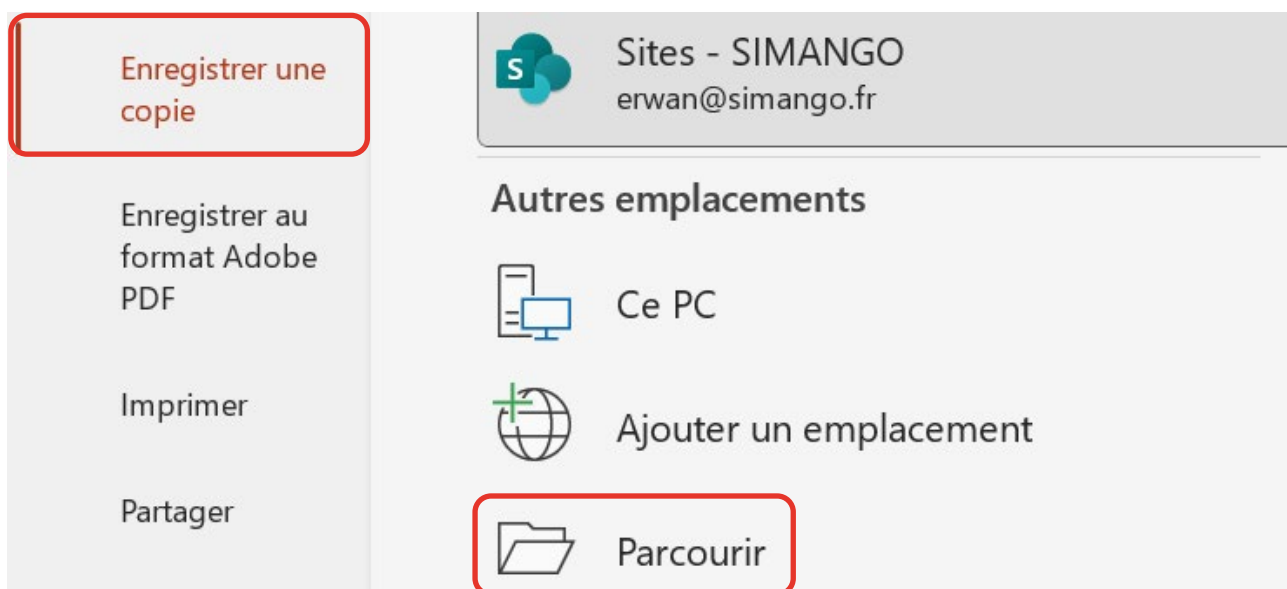 Enregistrer une
copie
Enregistrer au
format Adobe
PDF
Imprimer
Partager
S
Sites - SIMANGO
erwan@simango.fr
Autres emplacements
Ce PC
Ajouter un emplacement
Parcourir